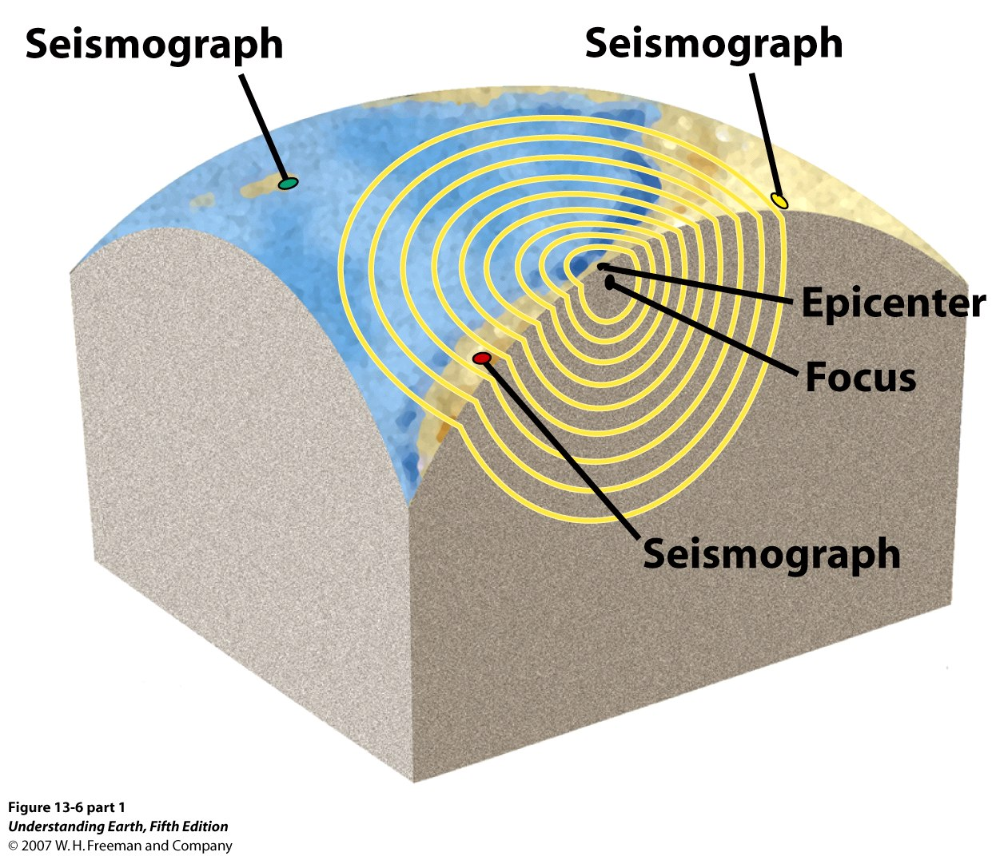 Seismograph
Seismograph
Epicenter
Focus
Seismograph
Figure 13-6 part 1
Understanding Earth, Fifth Edition
© 2007 W. H. Freeman and Company